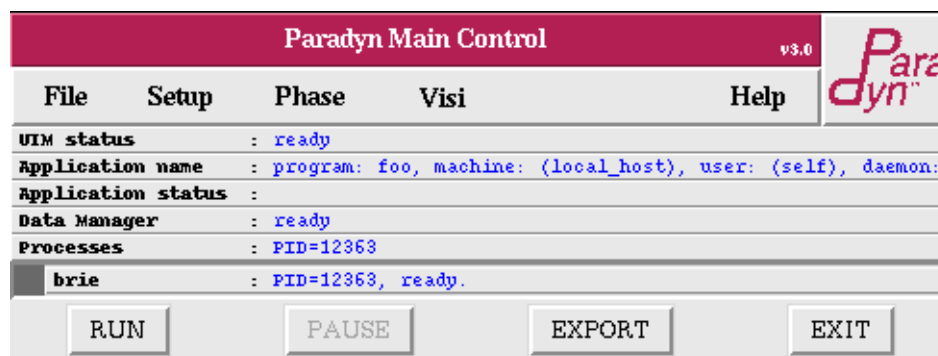 Paradyn Main Control
v3.0
Para
dyn™
File Setup Phase Visi Help
UIM status : ready
Application name : program: foo, machine: (local_host), user: (self), daemon:
Application status :
Data Manager : ready
Processes : PID=12363
brie : PID=12363, ready.
RUN PAUSE EXPORT EXIT